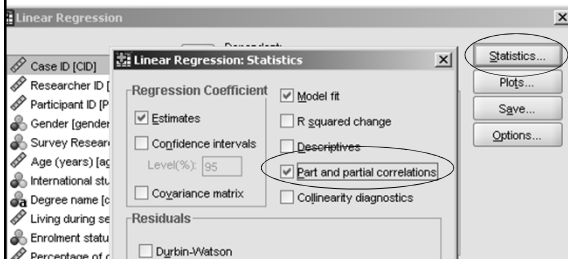 Linear Regression
Case ID [CID]
Researcher ID [
Participant ID [P
Gender [gender
Survey Resear
Age (years) [ag
International stu
Degree name [c
Living during se
Enrolment statu
Percentage of
Linear Regression: Statistics
Regression Coefficient
Estimates
Confidence intervals
Level(%): 95
Covariance matrix
Model fit
R squared change
Descriptives
Part and partial correlations
Collinearity diagnostics
Residuals
Durbin-Watson
Statistics...
Plots...
Save...
Options...